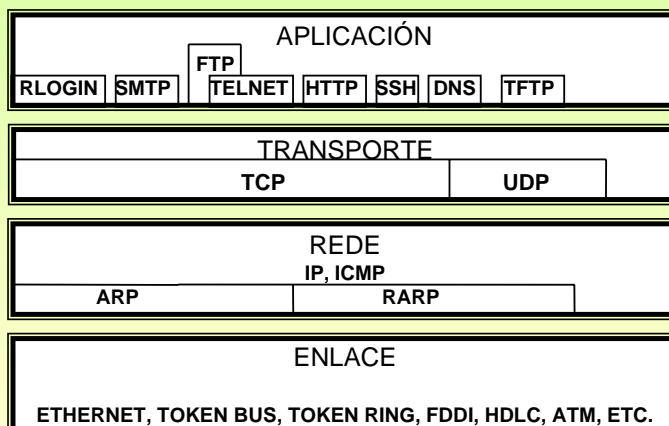 APLICACIÓN
FTP
RLOGIN SMTP TELNET HTTP SSH DNS TFTP
TRANSPORTE
TCP UDP
REDE
IP, ICMP
ARP RARP
ENLACE
ETHERNET, TOKEN BUS, TOKEN RING, FDDI, HDLC, ATM, ETC.